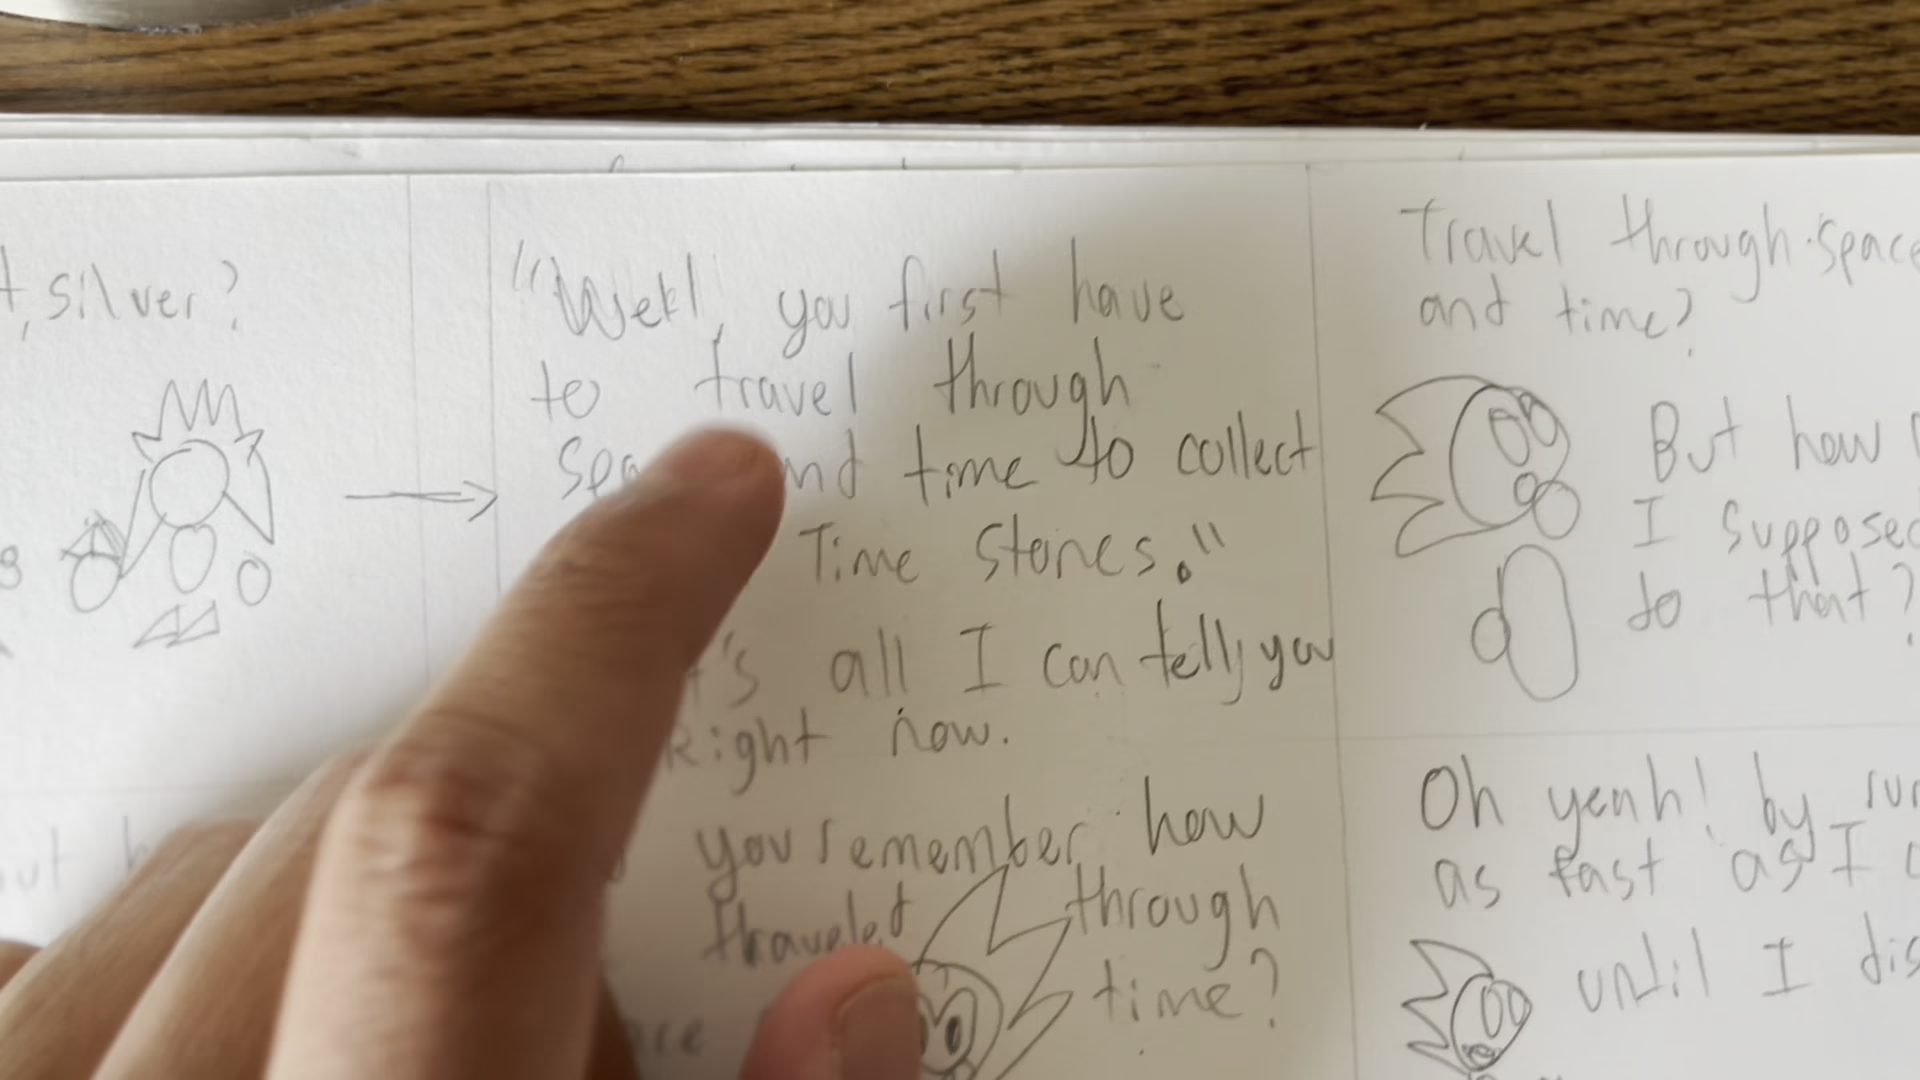 t, silver?
"Well, you first have
to travel through
time to collect
Time Stones."
all I can tell you
Right now.
you remember how
traveled through
time?
Travel through space
and time?
But how
I supposed
to that?
Oh yeah! by
as fast as I
until I